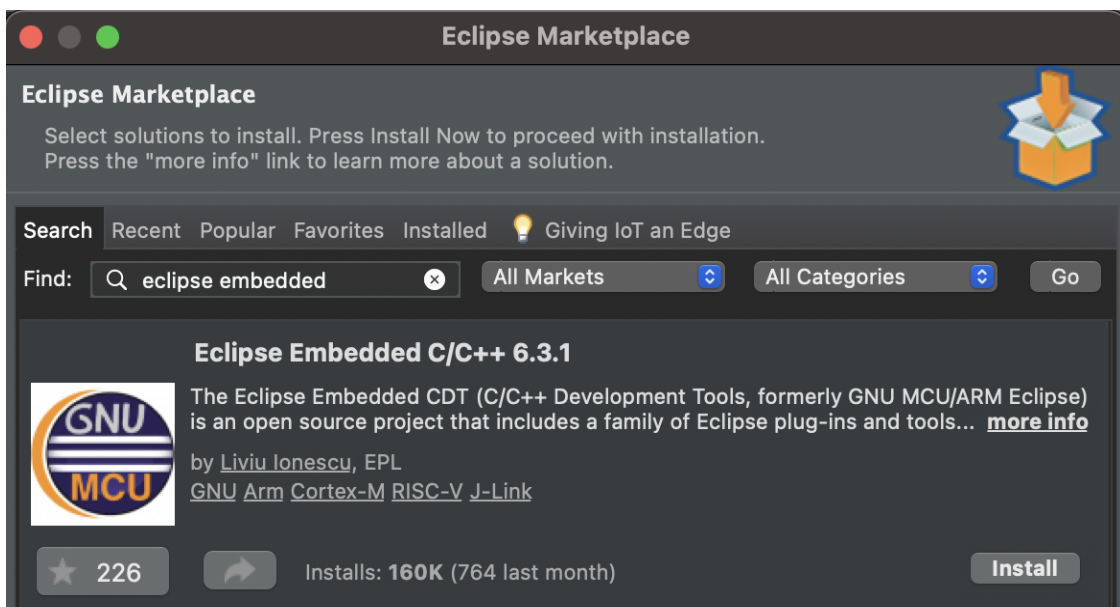 Eclipse Marketplace
Eclipse Marketplace
Select solutions to install. Press Install Now to proceed with installation.
Press the "more info" link to learn more about a solution.
Search Recent Popular Favorites Installed Giving IoT an Edge
Find: eclipse embedded All Markets All Categories Go
Eclipse Embedded C/C++ 6.3.1
The Eclipse Embedded CDT (C/C++ Development Tools, formerly GNU MCU/ARM Eclipse)
is an open source project that includes a family of Eclipse plug-ins and tools... more info
by Liviu Ionescu, EPL
GNU Arm Cortex-M RISC-V J-Link
GNU
MCU
226 Installs: 160K (764 last month) Install